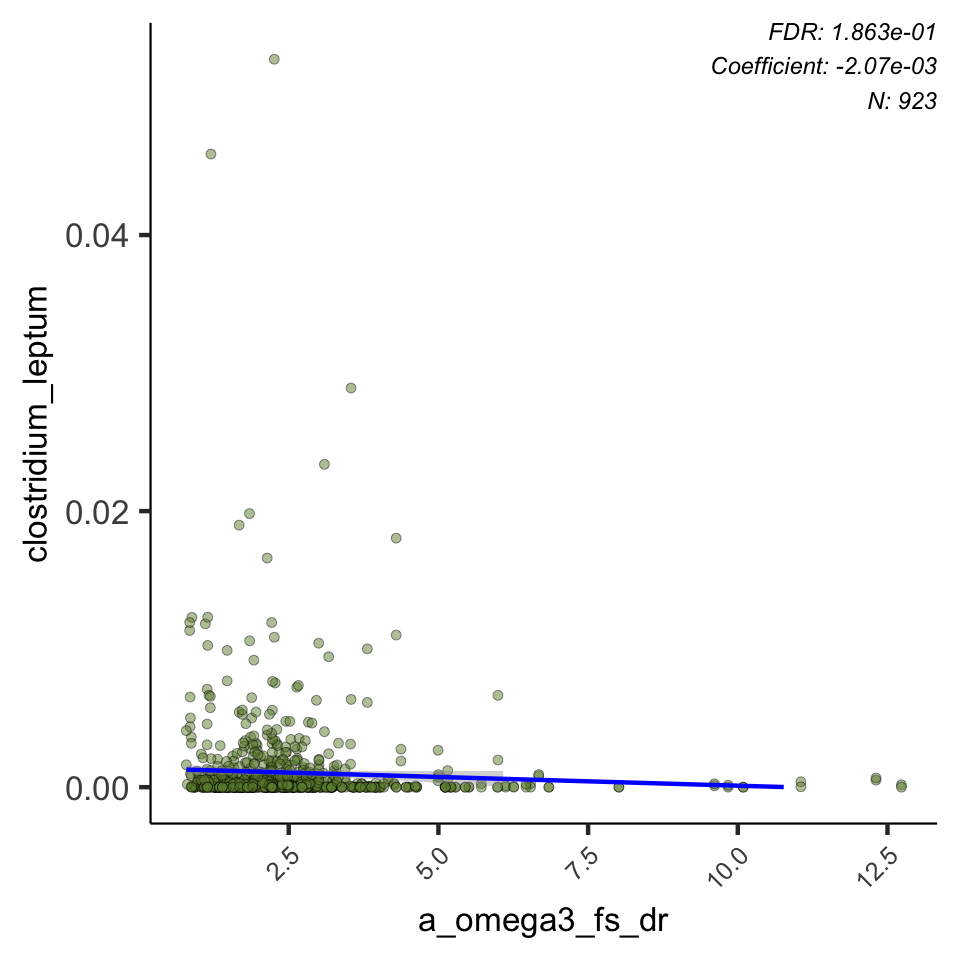 FDR: 1.863e-01
Coefficient: -2.07e-03
N: 923
clostridium_leptum
0.04
0.02
0.00
2.5
5.0
7.5
10.0
12.5
a_omega3_fs_dr